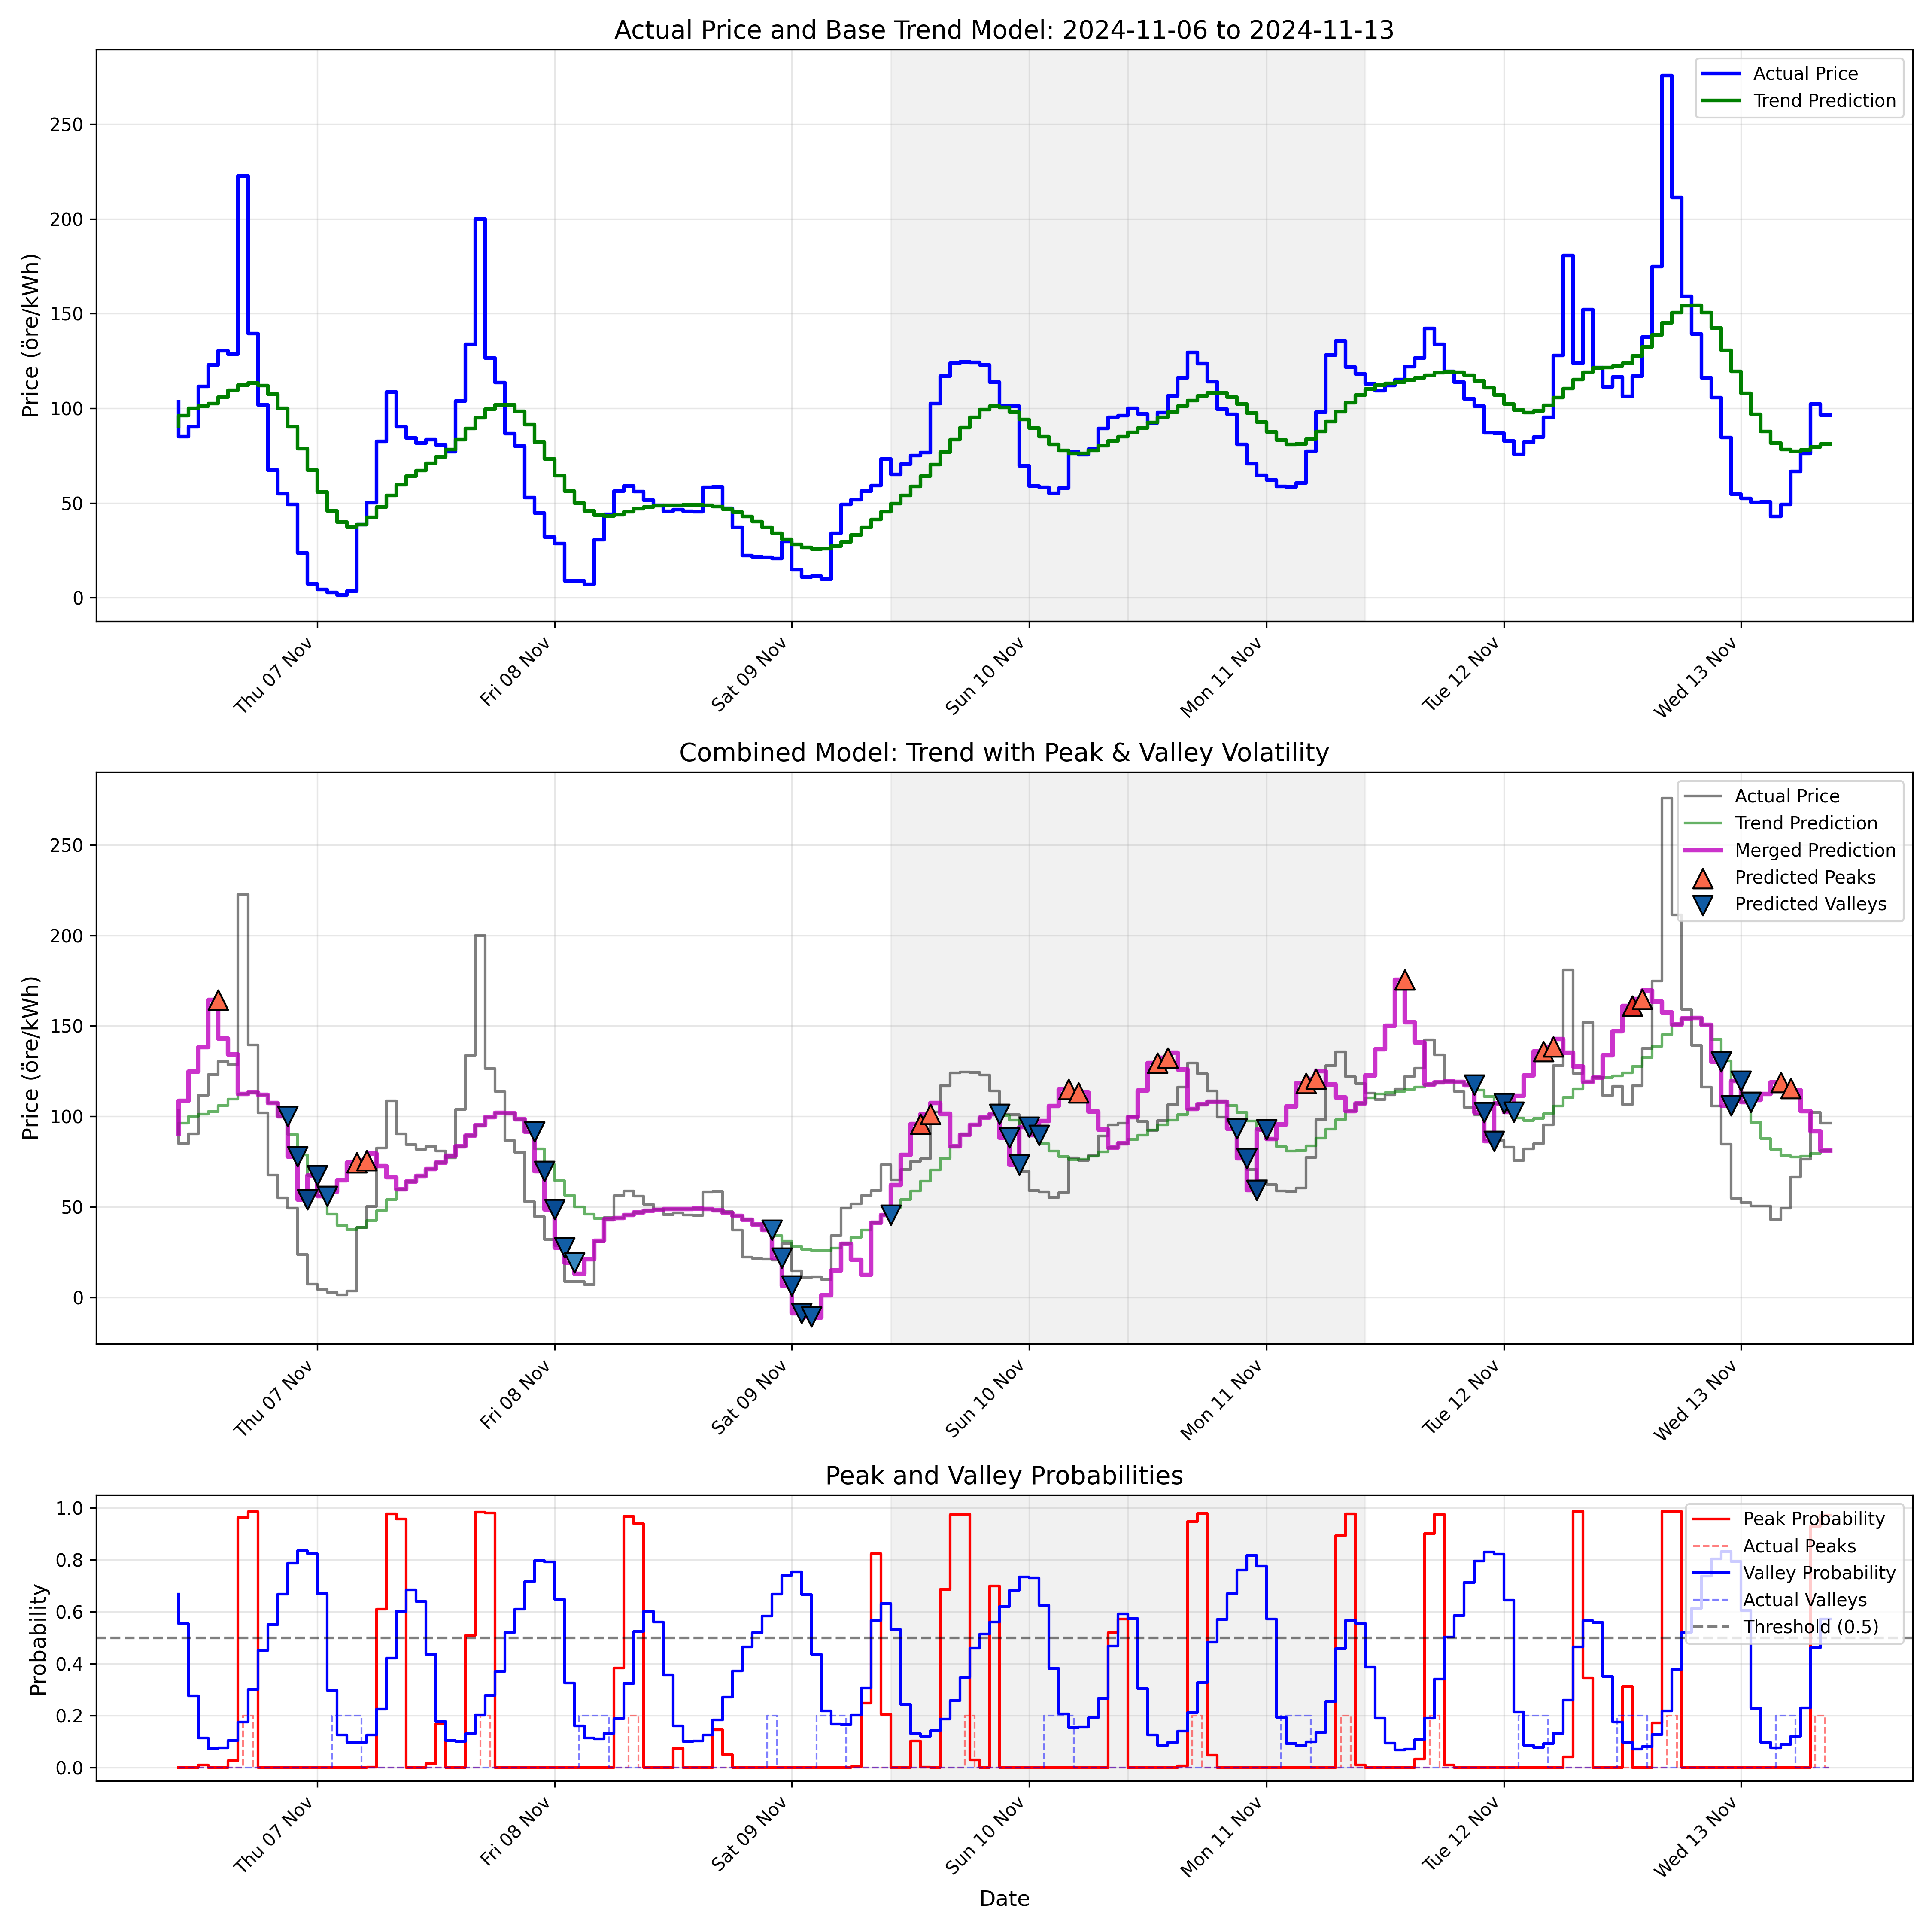 Actual Price and Base Trend Model: 2024-11-06 to 2024-11-13
Price (öre/kWh)
250
200
150
100
50
0
Actual Price
Trend Prediction
Thu 07 Nov
Fri 08 Nov
Sat 09 Nov
Sun 10 Nov
Mon 11 Nov
Tue 12 Nov
Wed 13 Nov
Combined Model: Trend with Peak & Valley Volatility
Price (öre/kWh)
250
200
150
100
50
0
Actual Price
Trend Prediction
Merged Prediction
Predicted Peaks
Predicted Valleys
Thu 07 Nov
Fri 08 Nov
Sat 09 Nov
Sun 10 Nov
Mon 11 Nov
Tue 12 Nov
Wed 13 Nov
Peak and Valley Probabilities
Probability
1.0
0.8
0.6
0.4
0.2
0.0
Peak Probability
Actual Peaks
Valley Probability
Actual Valleys
Threshold (0.5)
Thu 07 Nov
Fri 08 Nov
Sat 09 Nov
Sun 10 Nov
Mon 11 Nov
Tue 12 Nov
Wed 13 Nov
Date